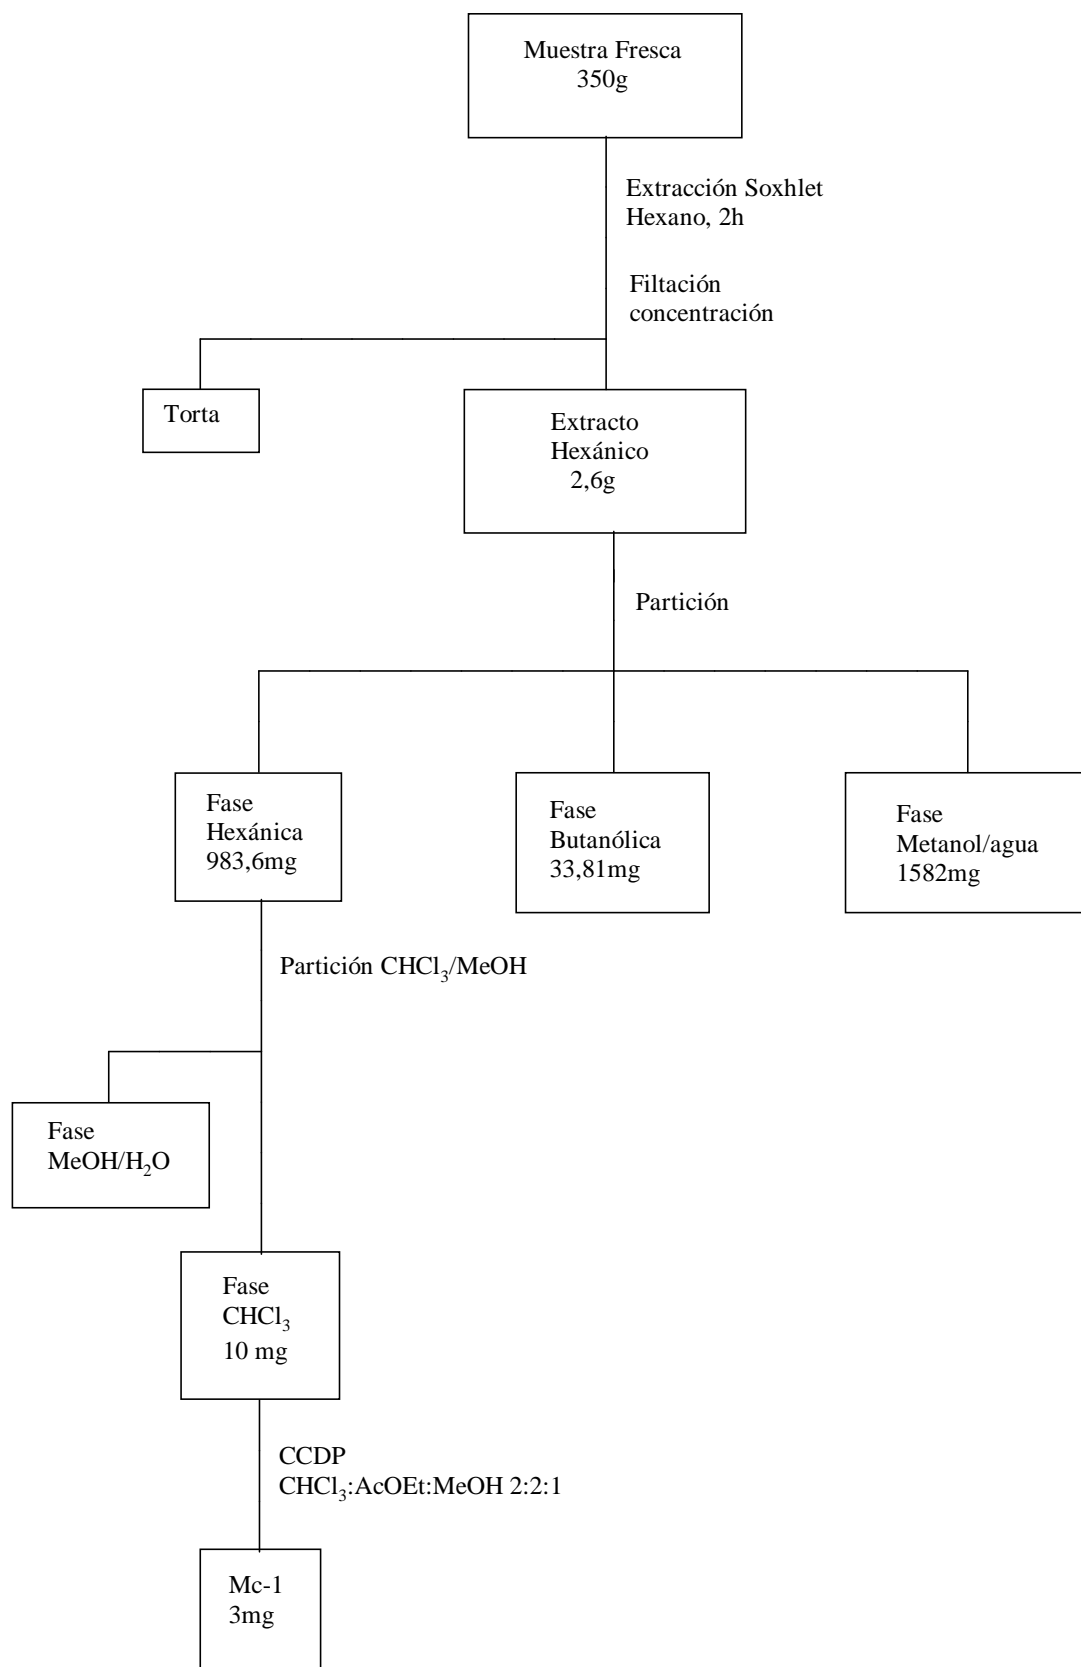 Muestra Fresca
350g
Extracción Soxhlet
Hexano, 2h
Filtación
concentración
Torta
Extracto
Hexánico
2,6g
Partición
Fase
Hexánica
983,6mg
Fase
Butanólica
33,81mg
Fase
Metanol/agua
1582mg
Partición CHCl₃/MeOH
Fase
MeOH/H₂O
Fase
CHCl₃
10 mg
CCDP
CHCl₃:AcOEt:MeOH 2:2:1
Mc-1
3mg